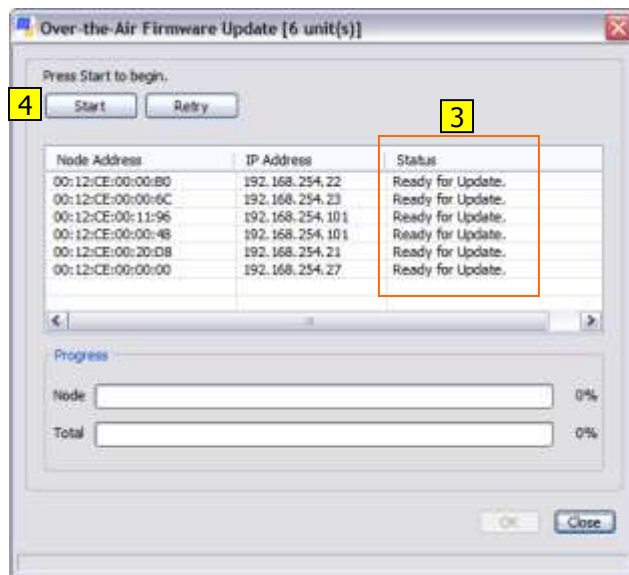 Over-the-Air Firmware Update [6 unit(s)]
Press Start to begin.
4 Start Retry
3
Node Address IP Address Status
00:12:CE:00:00:B0 192.168.254.22 Ready for Update.
00:12:CE:00:00:6C 192.168.254.23 Ready for Update.
00:12:CE:00:11:96 192.168.254.101 Ready for Update.
00:12:CE:00:00:48 192.168.254.101 Ready for Update.
00:12:CE:00:20:D8 192.168.254.21 Ready for Update.
00:12:CE:00:00:00 192.168.254.27 Ready for Update.
Progress
Node 0%
Total 0%
OK Close